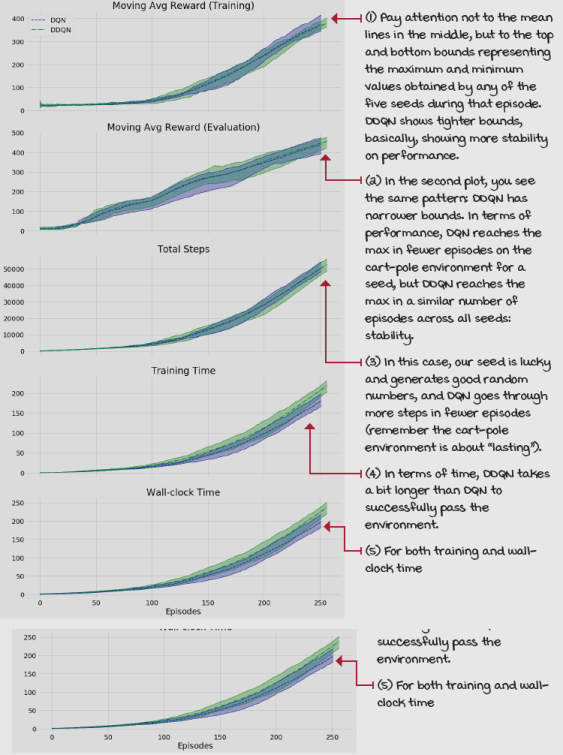 Moving Avg Reward (Training)
400
300
200
100
0
DQN
DDQN
Moving Avg Reward (Evaluation)
500
400
300
200
100
0
Total Steps
50000
40000
30000
20000
10000
0
Training Time
200
150
100
50
0
Wall-clock Time
250
200
150
100
50
0
0 50 100 150 200 250
Episodes
(1) Pay attention not to the mean
lines in the middle, but to the top
and bottom bounds representing
the maximum and minimum
values obtained by any of the
five seeds during that episode.
DDQN shows tighter bounds,
basically, showing more stability
on performance.
(2) In the second plot, you see
the same pattern: DDQN has
narrower bounds. In terms of
performance, DQN reaches the
max in fewer episodes on the
cart-pole environment for a
seed, but DDQN reaches the
max in a similar number of
episodes across all seeds:
stability.
(3) In this case, our seed is lucky
and generates good random
numbers, and DQN goes through
more steps in fewer episodes
(remember the cart-pole
environment is about "lasting").
(4) In terms of time, DDQN takes
a bit longer than DQN to
successfully pass the
environment.
(5) For both training and wall-
clock time
250
200
150
100
50
0
0 50 100 150 200 250
Episodes
successfully pass the
environment.
(5) For both training and wall-
clock time